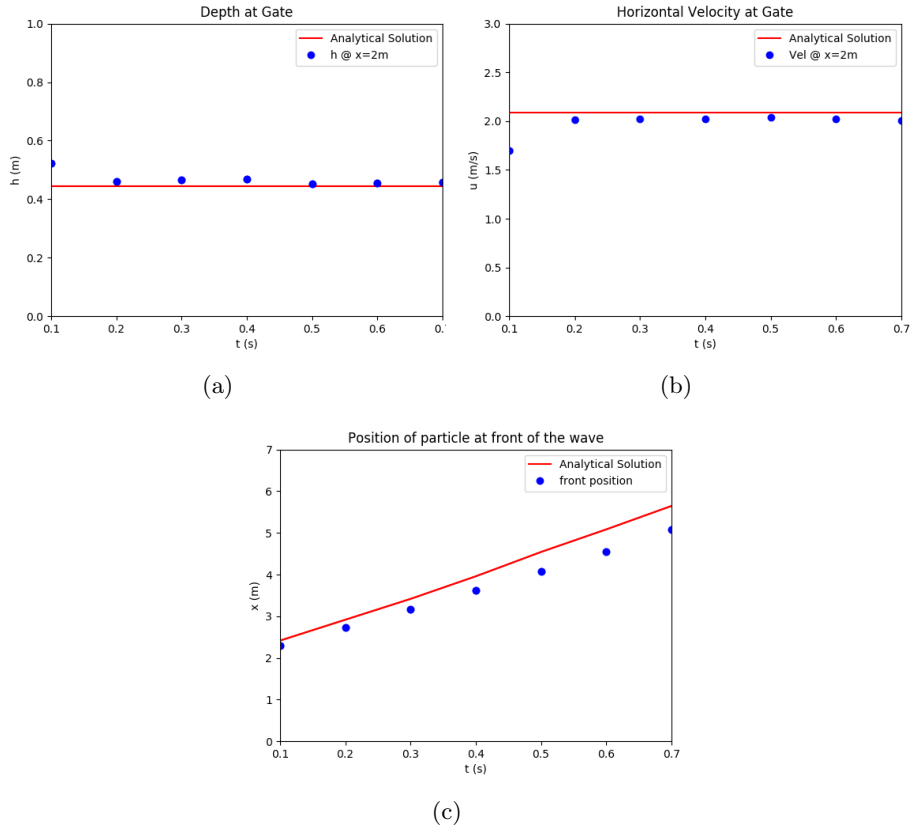 Depth at Gate
1.0
0.8
0.6
0.4
0.2
0.0
h (m)
Analytical Solution
h @ x=2m
0.1 0.2 0.3 0.4 0.5 0.6 0.7
t (s)
(a)
Horizontal Velocity at Gate
3.0
2.5
2.0
1.5
1.0
0.5
0.0
u (m/s)
Analytical Solution
Vel @ x=2m
0.1 0.2 0.3 0.4 0.5 0.6 0.7
t (s)
(b)
Position of particle at front of the wave
7
6
5
4
3
2
1
0
x (m)
Analytical Solution
front position
0.1 0.2 0.3 0.4 0.5 0.6 0.7
t (s)
(c)